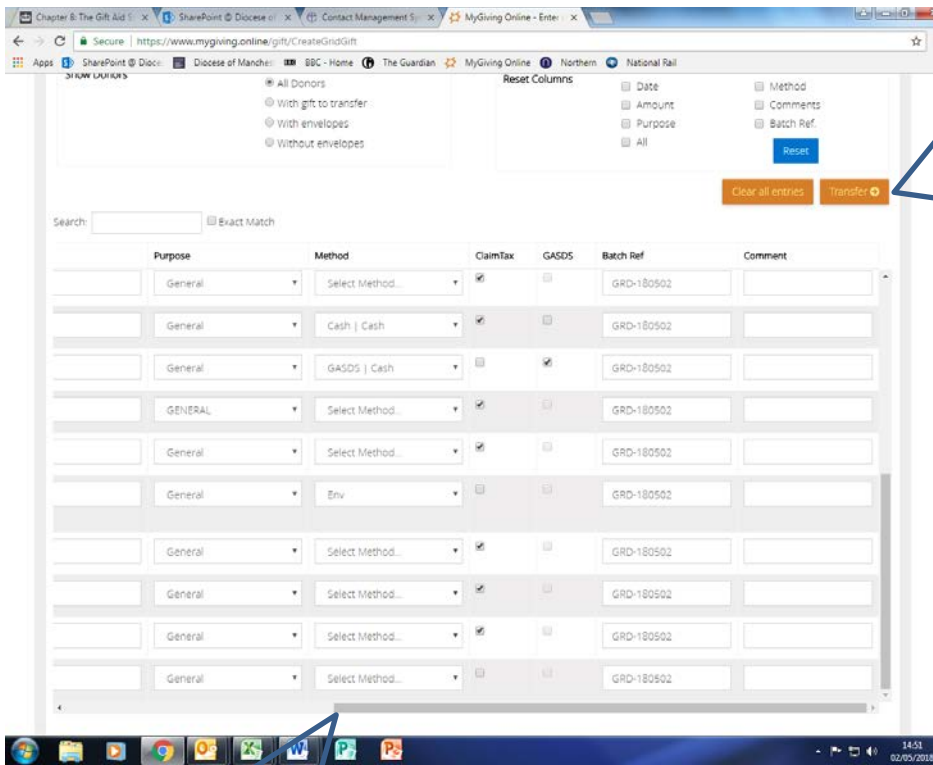 Chapter 8: The Gift Aid S
SharePoint @ Diocese of
Contact Management Sy
MyGiving Online - Enter
Secure | https://www.mygiving.online/gift/CreateGridGift
Apps SharePoint @ Dioce Diocese of Manches BBC - Home The Guardian MyGiving Online Northern National Rail
Show Donors
All Donors
With gift to transfer
With envelopes
Without envelopes
Reset Columns
Date Method
Amount Comments
Purpose Batch Ref.
All
Reset
Clear all entries Transfer
Search: Exact Match
Purpose Method ClaimTax GASDS Batch Ref Comment
General Select Method... GRD-180502
General Cash | Cash GRD-180502
General GASDS | Cash GRD-180502
GENERAL Select Method... GRD-180502
General Select Method... GRD-180502
General Env GRD-180502
General Select Method... GRD-180502
General Select Method... GRD-180502
General Select Method... GRD-180502
General Select Method... GRD-180502
14:51
02/05/2018